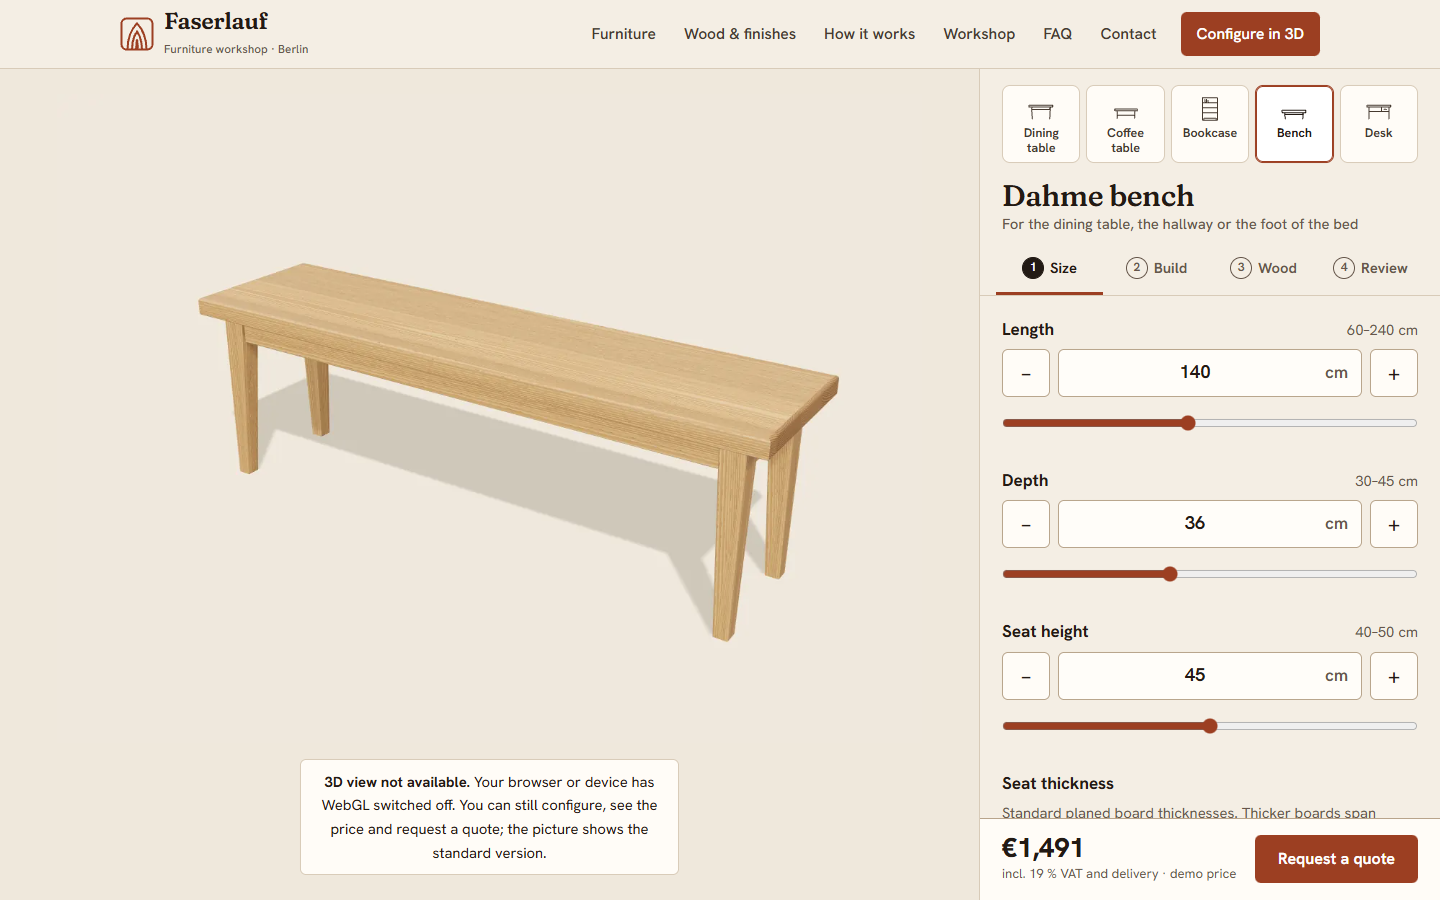 Faserlauf
Furniture workshop · Berlin
Furniture
Wood & finishes
How it works
Workshop
FAQ
Contact
Configure in 3D
Dining
table
Coffee
table
Bookcase
Bench
Desk
Dahme bench
For the dining table, the hallway or the foot of the bed
1 Size
2 Build
3 Wood
4 Review
Length
60–240 cm
− 140 cm +
Depth
30–45 cm
− 36 cm +
Seat height
40–50 cm
− 45 cm +
Seat thickness
Standard planed board thicknesses. Thicker boards span
€1,491
incl. 19 % VAT and delivery · demo price
Request a quote
3D view not available. Your browser or device has
WebGL switched off. You can still configure, see the
price and request a quote; the picture shows the
standard version.